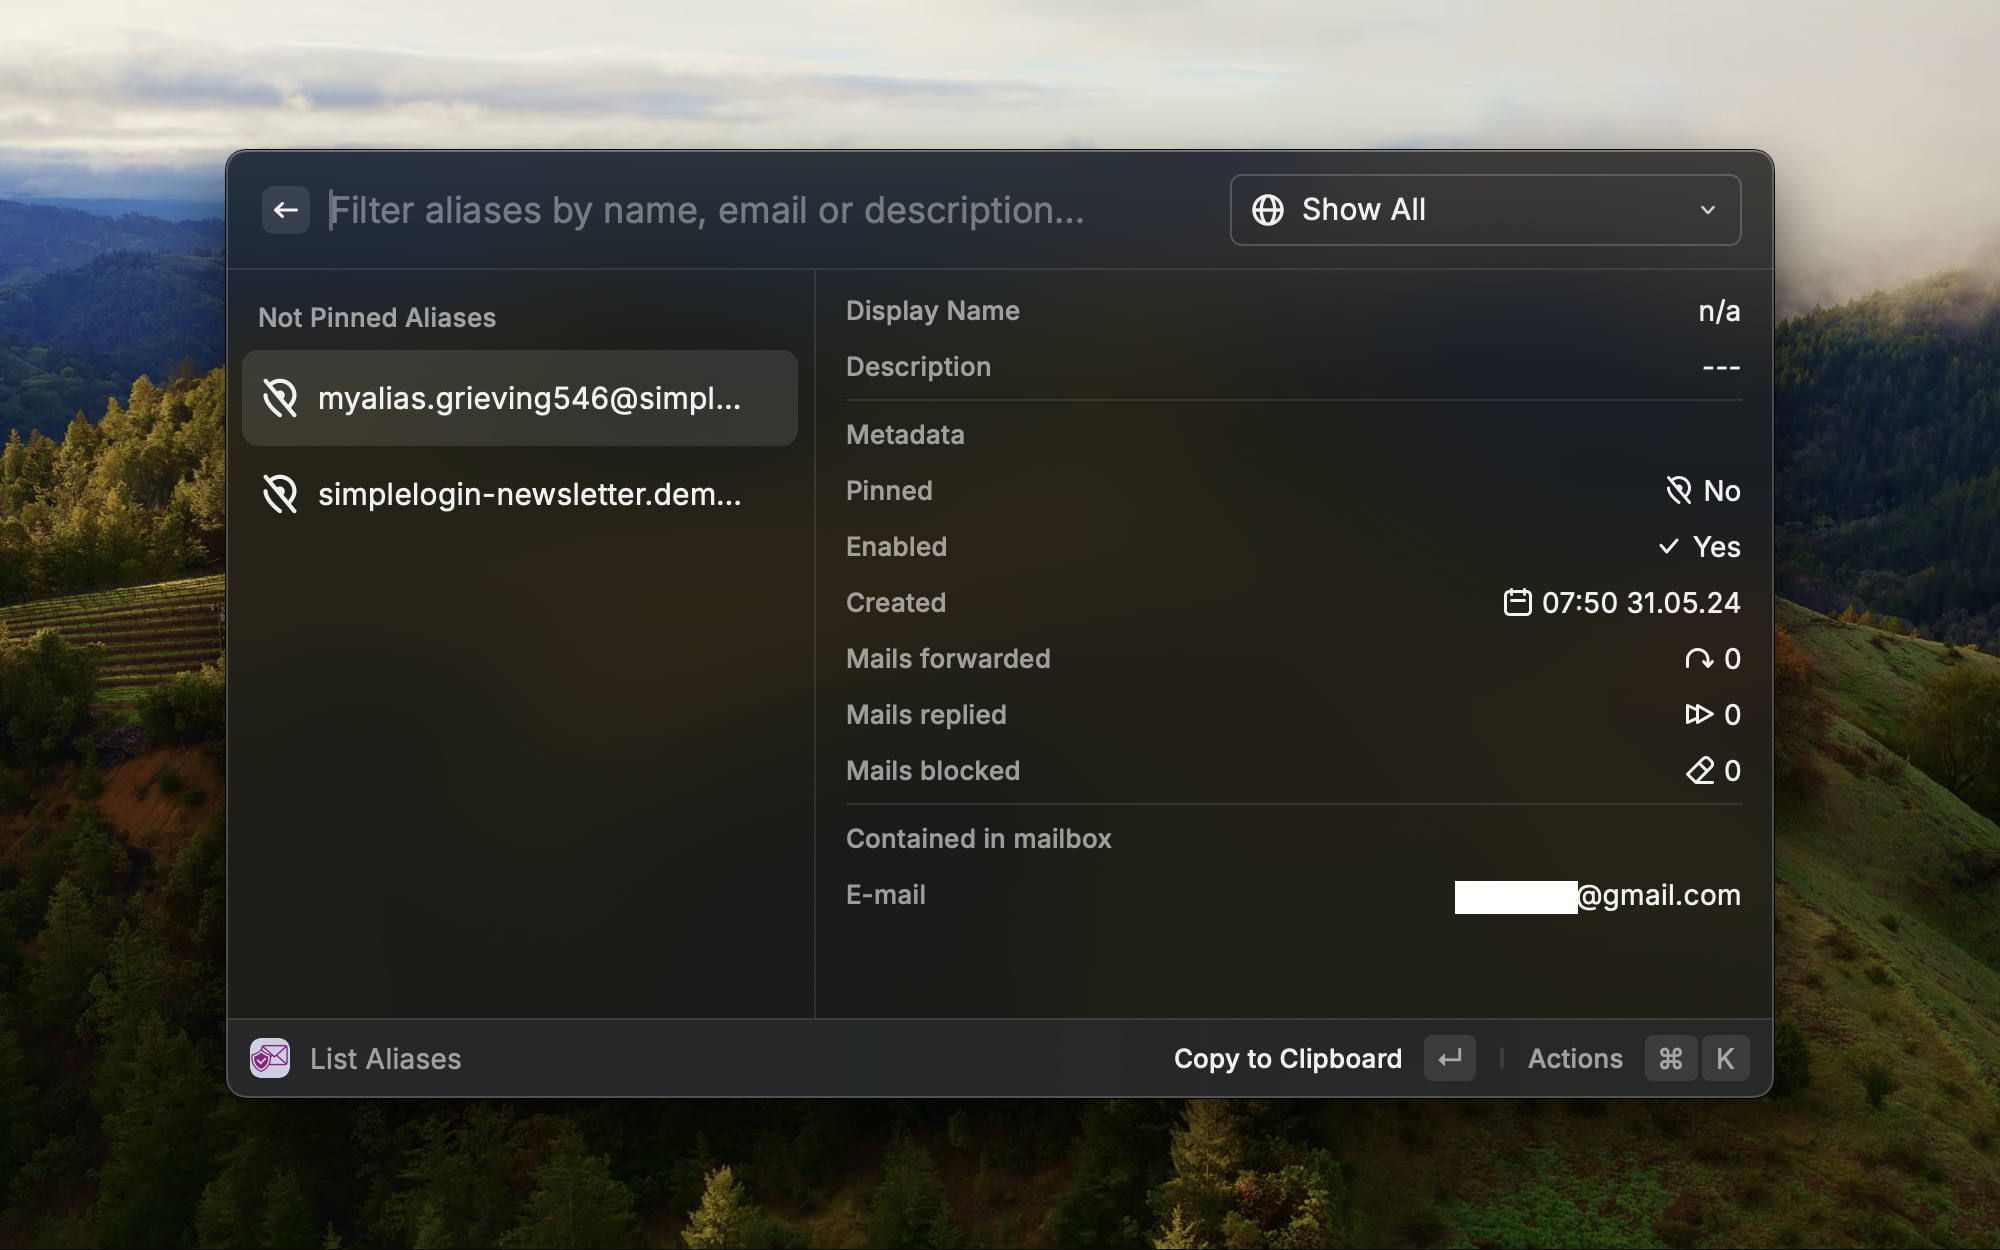 Filter aliases by name, email or description...
Show All
Not Pinned Aliases
myalias.grieving546@simpl...
simplelogin-newsletter.dem...
Display Name n/a
Description ---
Metadata
Pinned No
Enabled Yes
Created 07:50 31.05.24
Mails forwarded 0
Mails replied 0
Mails blocked 0
Contained in mailbox
E-mail @gmail.com
List Aliases
Copy to Clipboard ↵ Actions ⌘ K